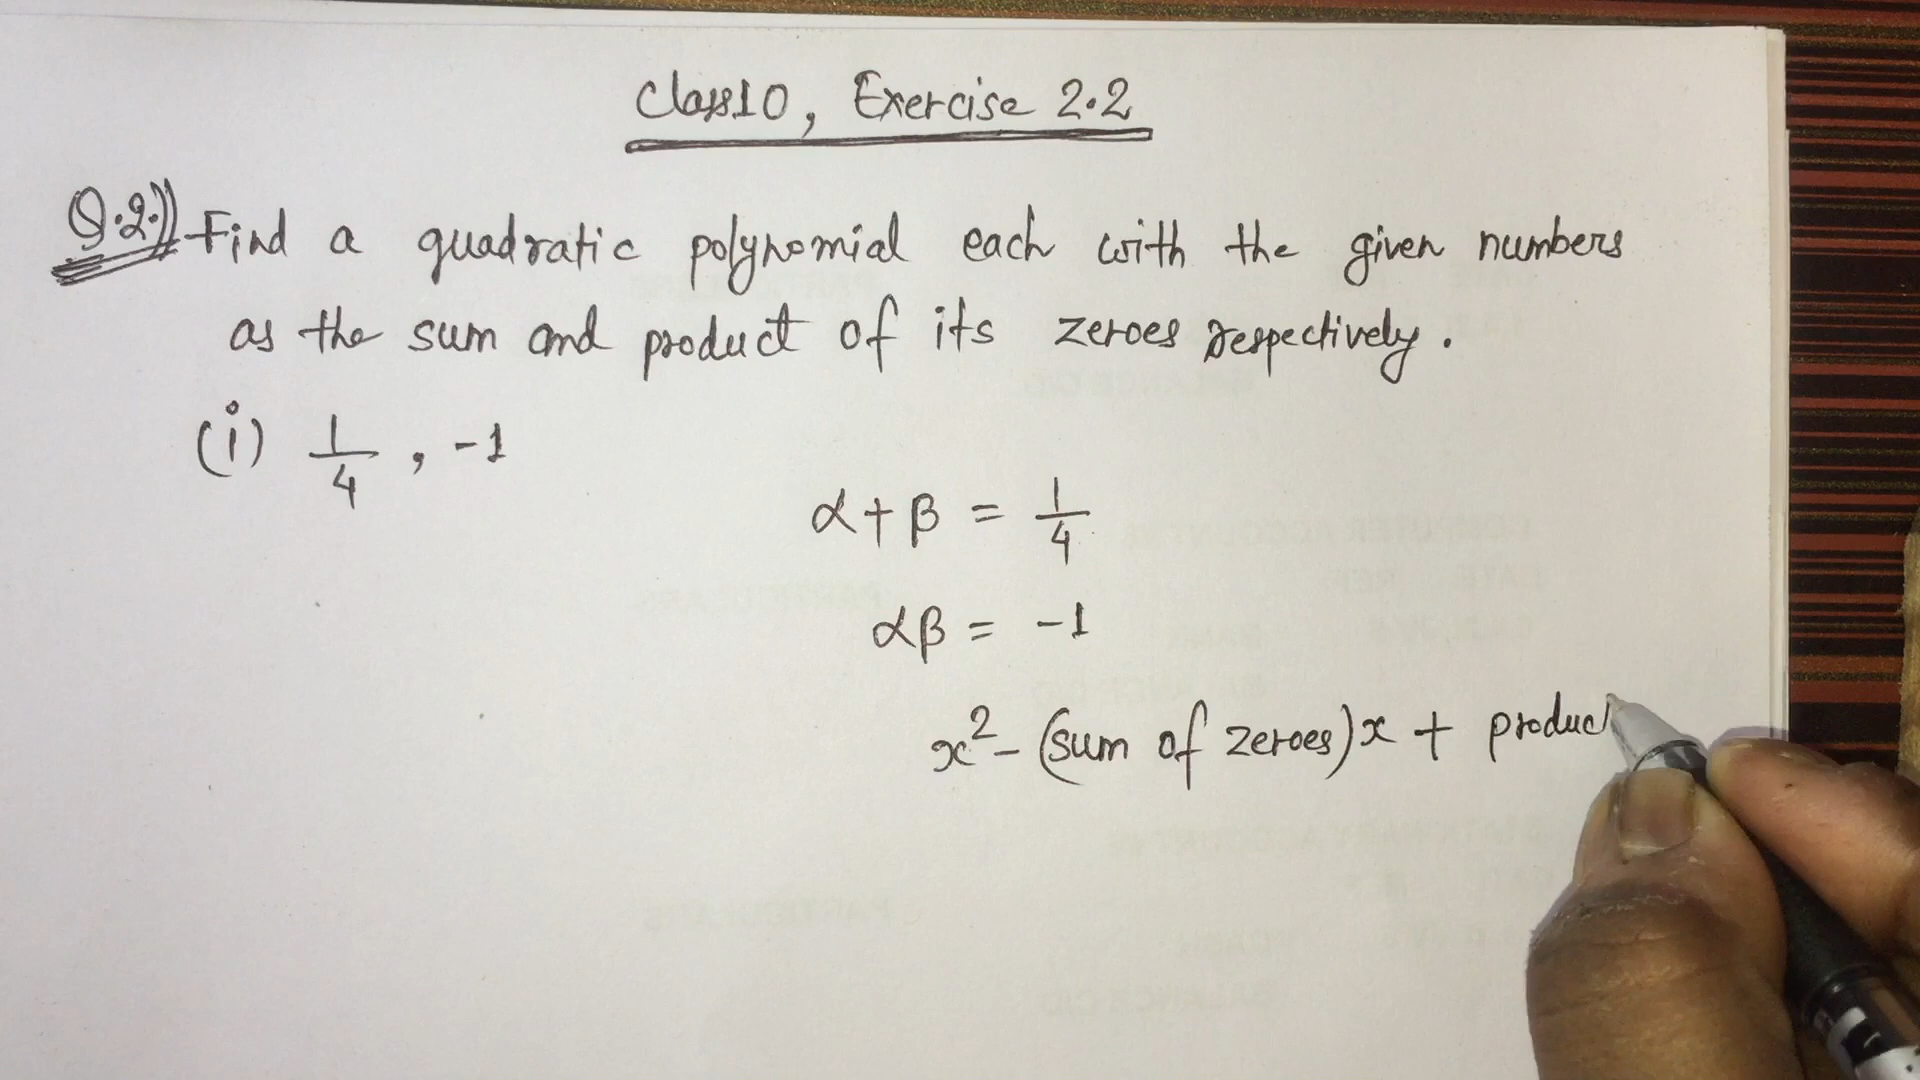 Class10, Exercise 2.2
Q.2.)) Find a quadratic polynomial each with the given numbers
as the sum and product of its zeroes respectively.
(i) 1/4, -1
α+β = 1/4
αβ = -1
x² - (sum of zeroes)x + product